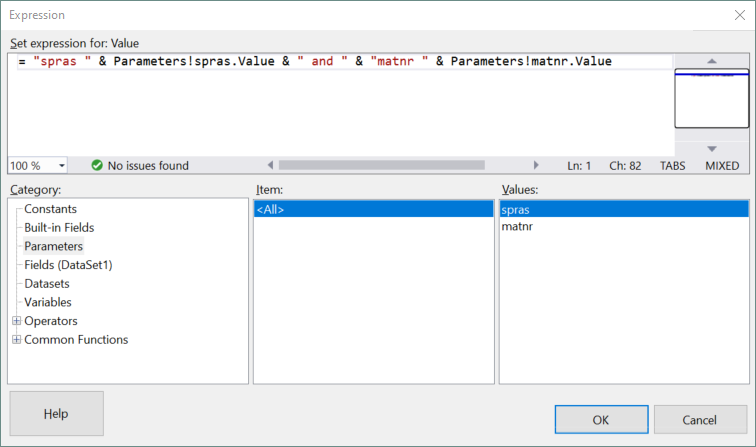 Expression
Set expression for: Value
= "spras " & Parameters!spras.Value & " and " & "matnr " & Parameters!matnr.Value
100 %
No issues found
Ln: 1
Ch: 82
TABS
MIXED
Category:
Constants
Built-in Fields
Parameters
Fields (DataSet1)
Datasets
Variables
Operators
Common Functions
Item:
<All>
Values:
spras
matnr
Help
OK
Cancel